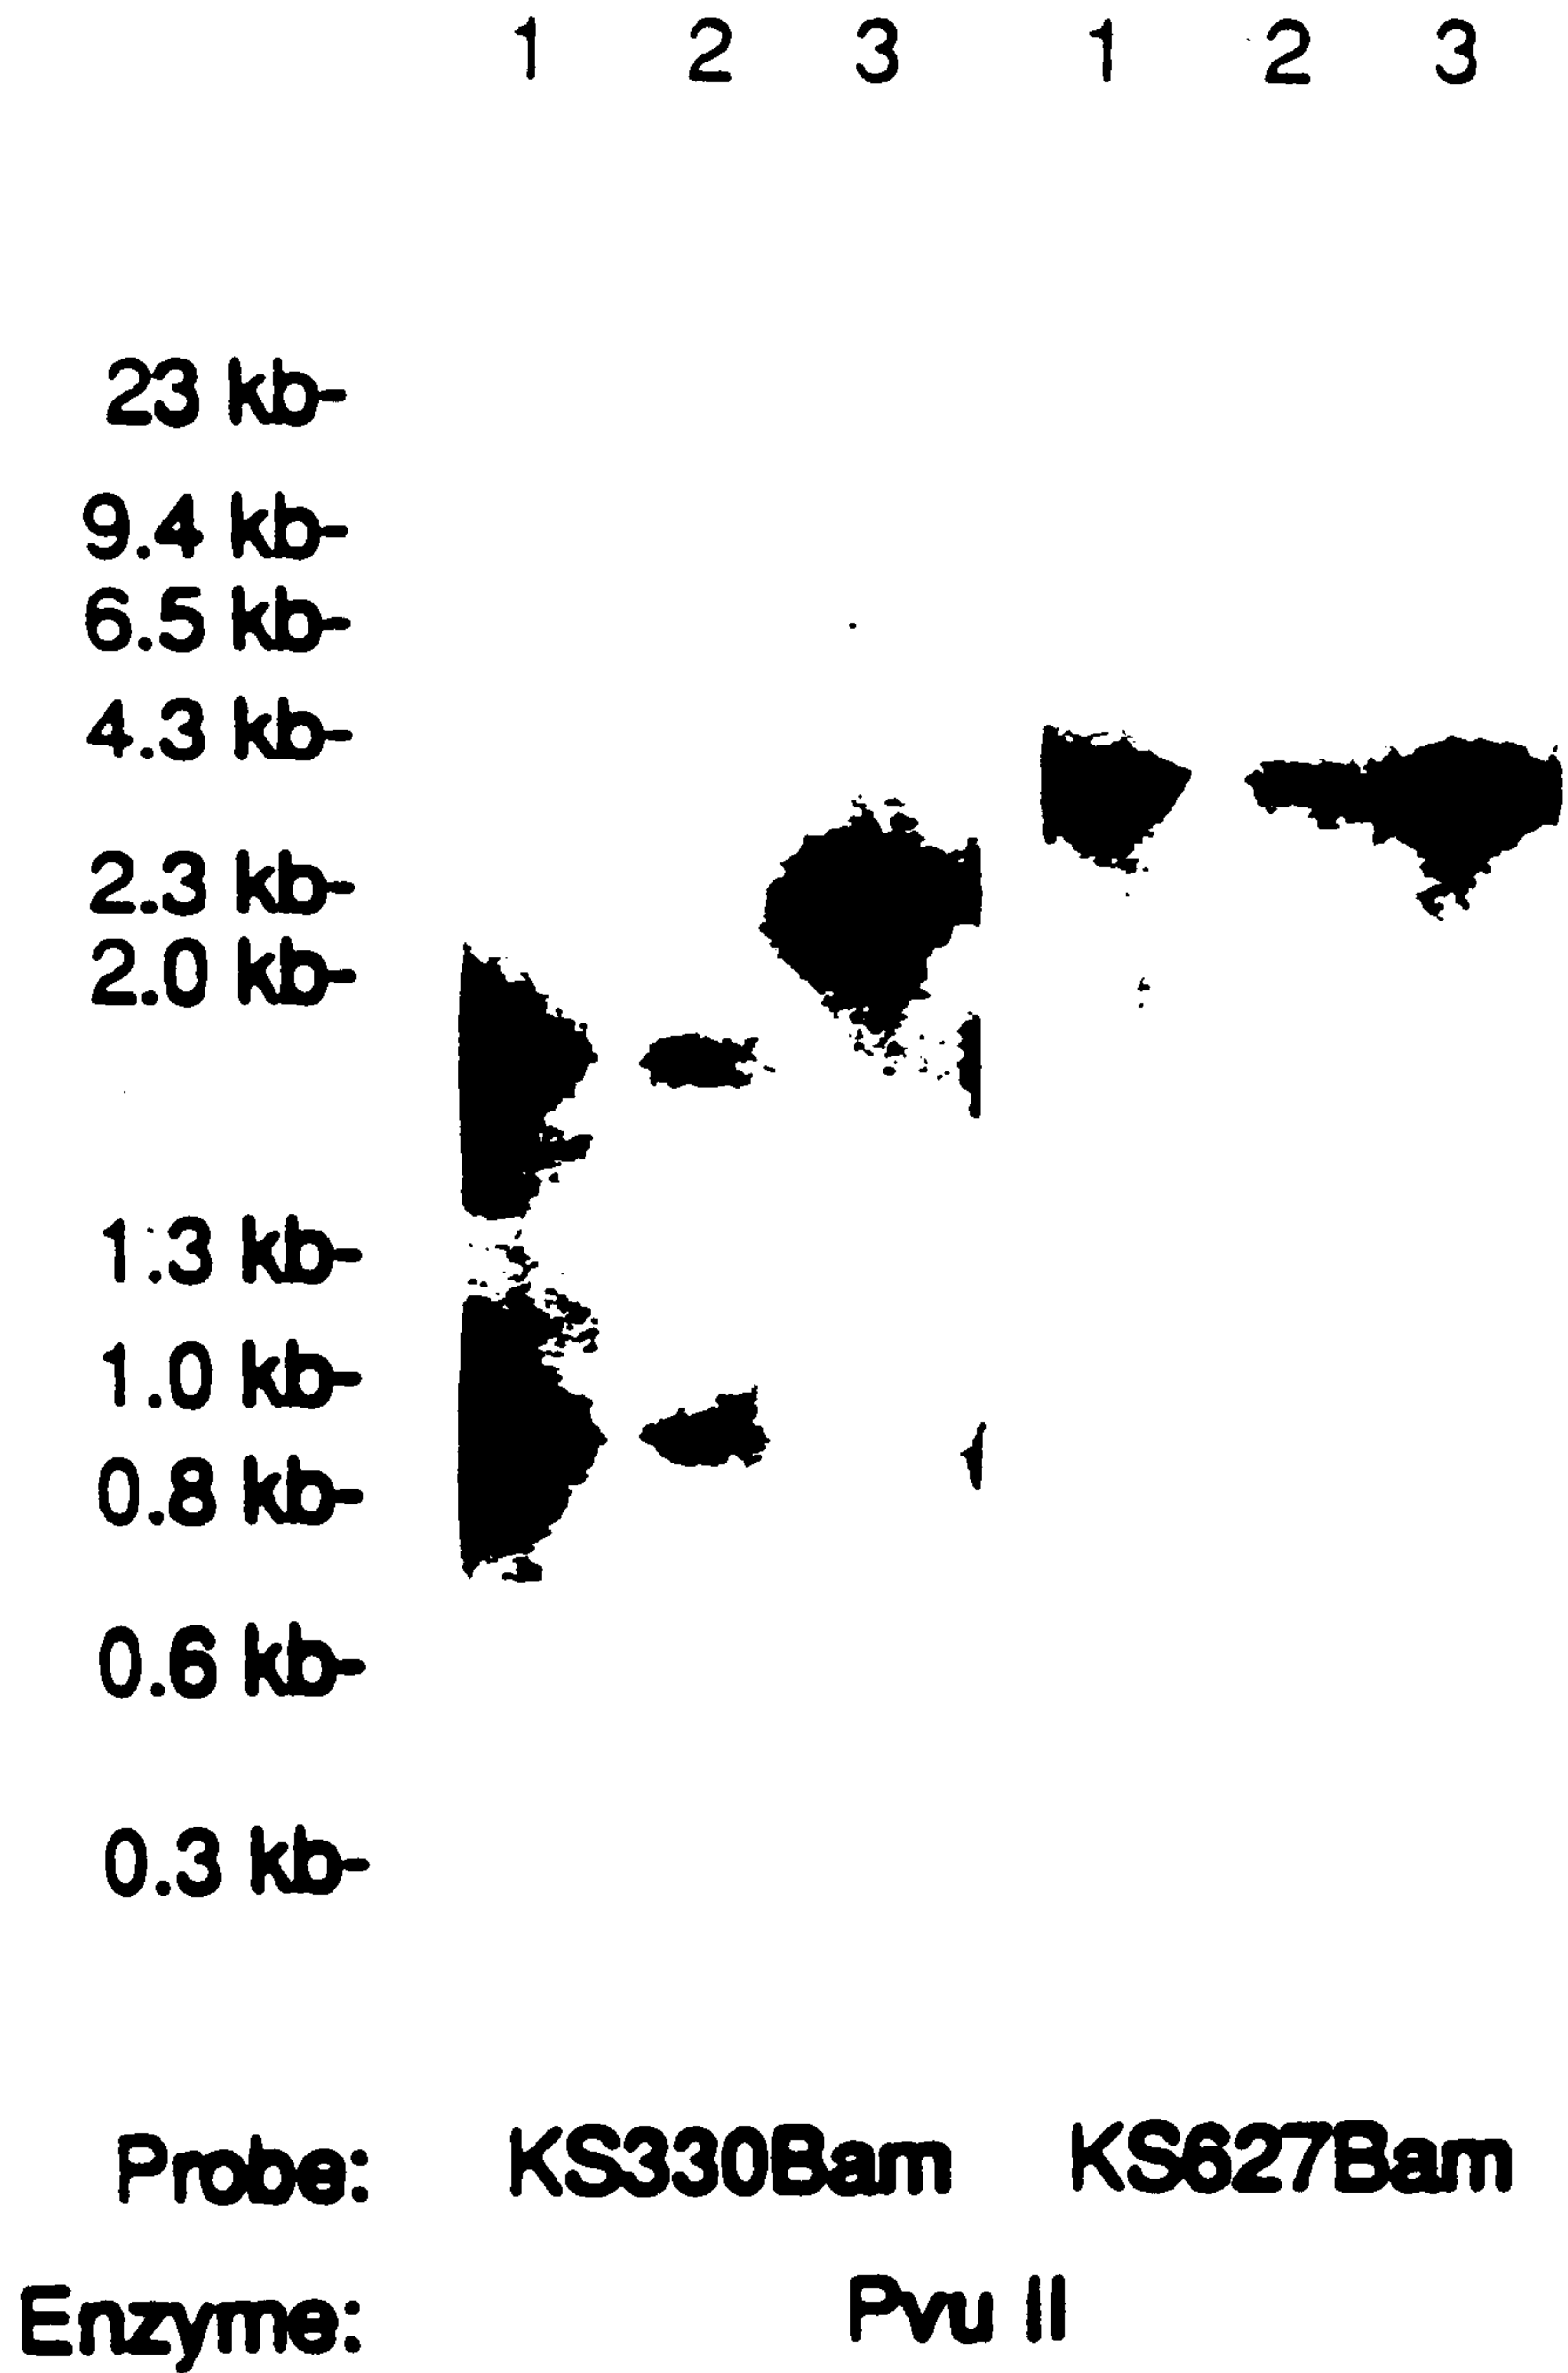 1 2 3 1 2 3
23 kb-
9.4 kb-
6.5 kb-
4.3 kb-
2.3 kb-
2.0 kb-
1.3 kb-
1.0 kb-
0.8 kb-
0.6 kb-
0.3 kb-
Probe: KS930Bam KS627Bam
Enzyme: Pvu II